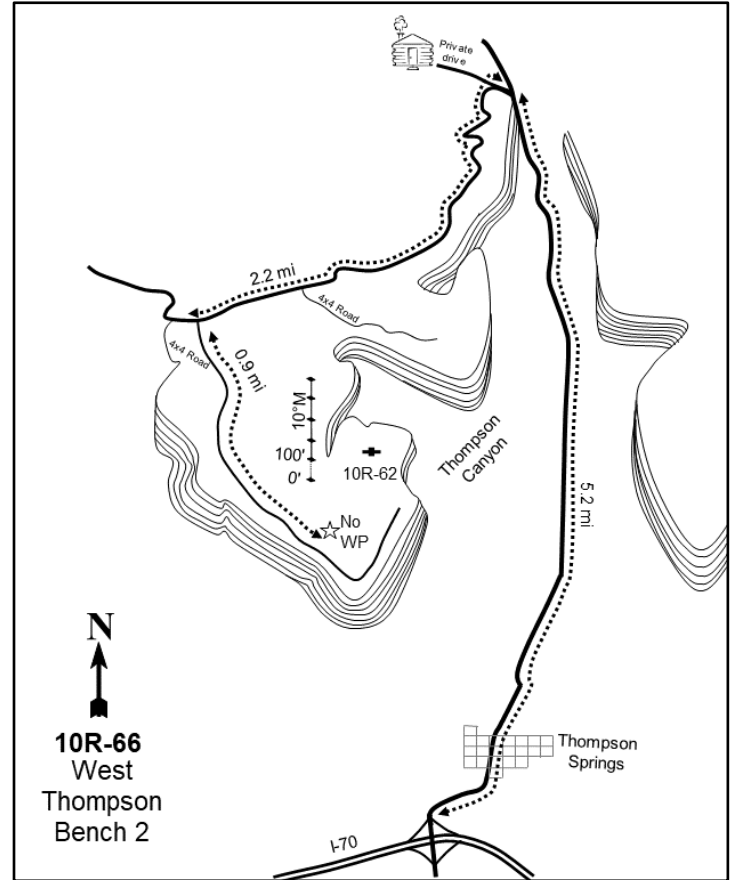 Private
drive
2.2 mi
4x4 Road
4x4 Road
0.9 mi
10°M
100'
0'
10R-62
Thompson
Canyon
No
WP
5.2 mi
N
10R-66
West
Thompson
Bench 2
Thompson
Springs
I-70